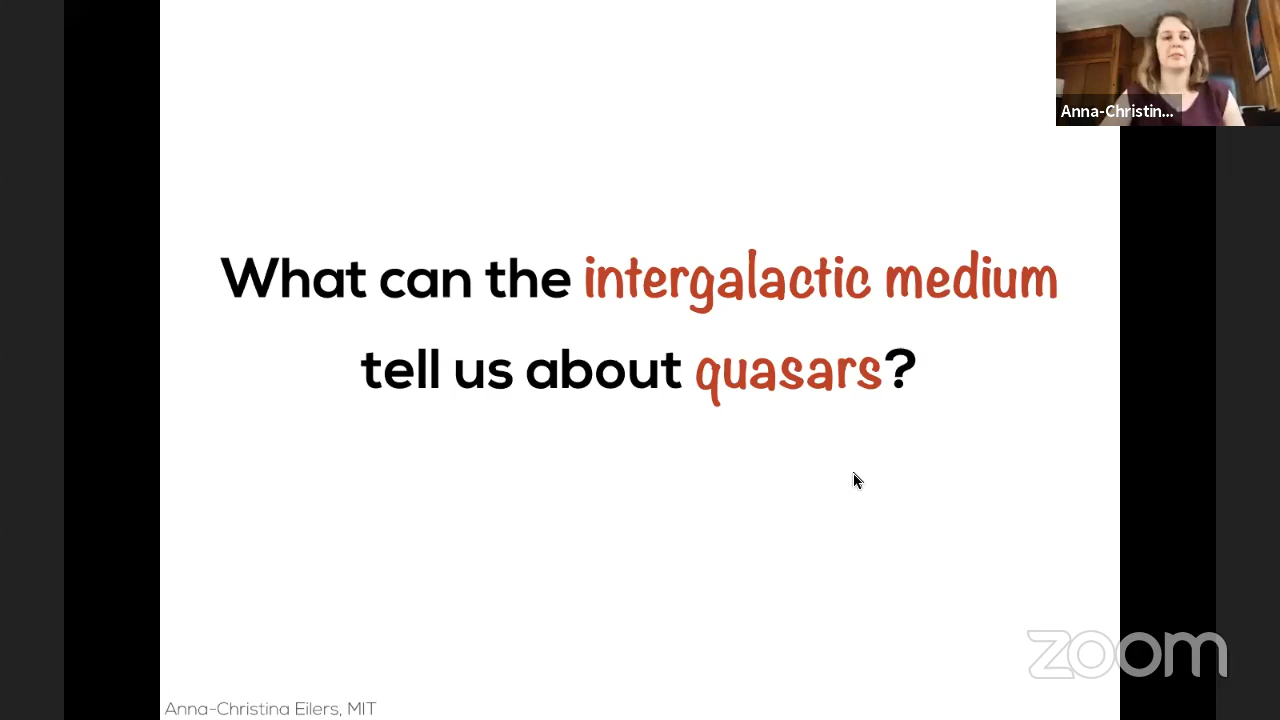 Anna-Christin...
What can the intergalactic medium
tell us about quasars?
zoom
Anna-Christina Eilers, MIT